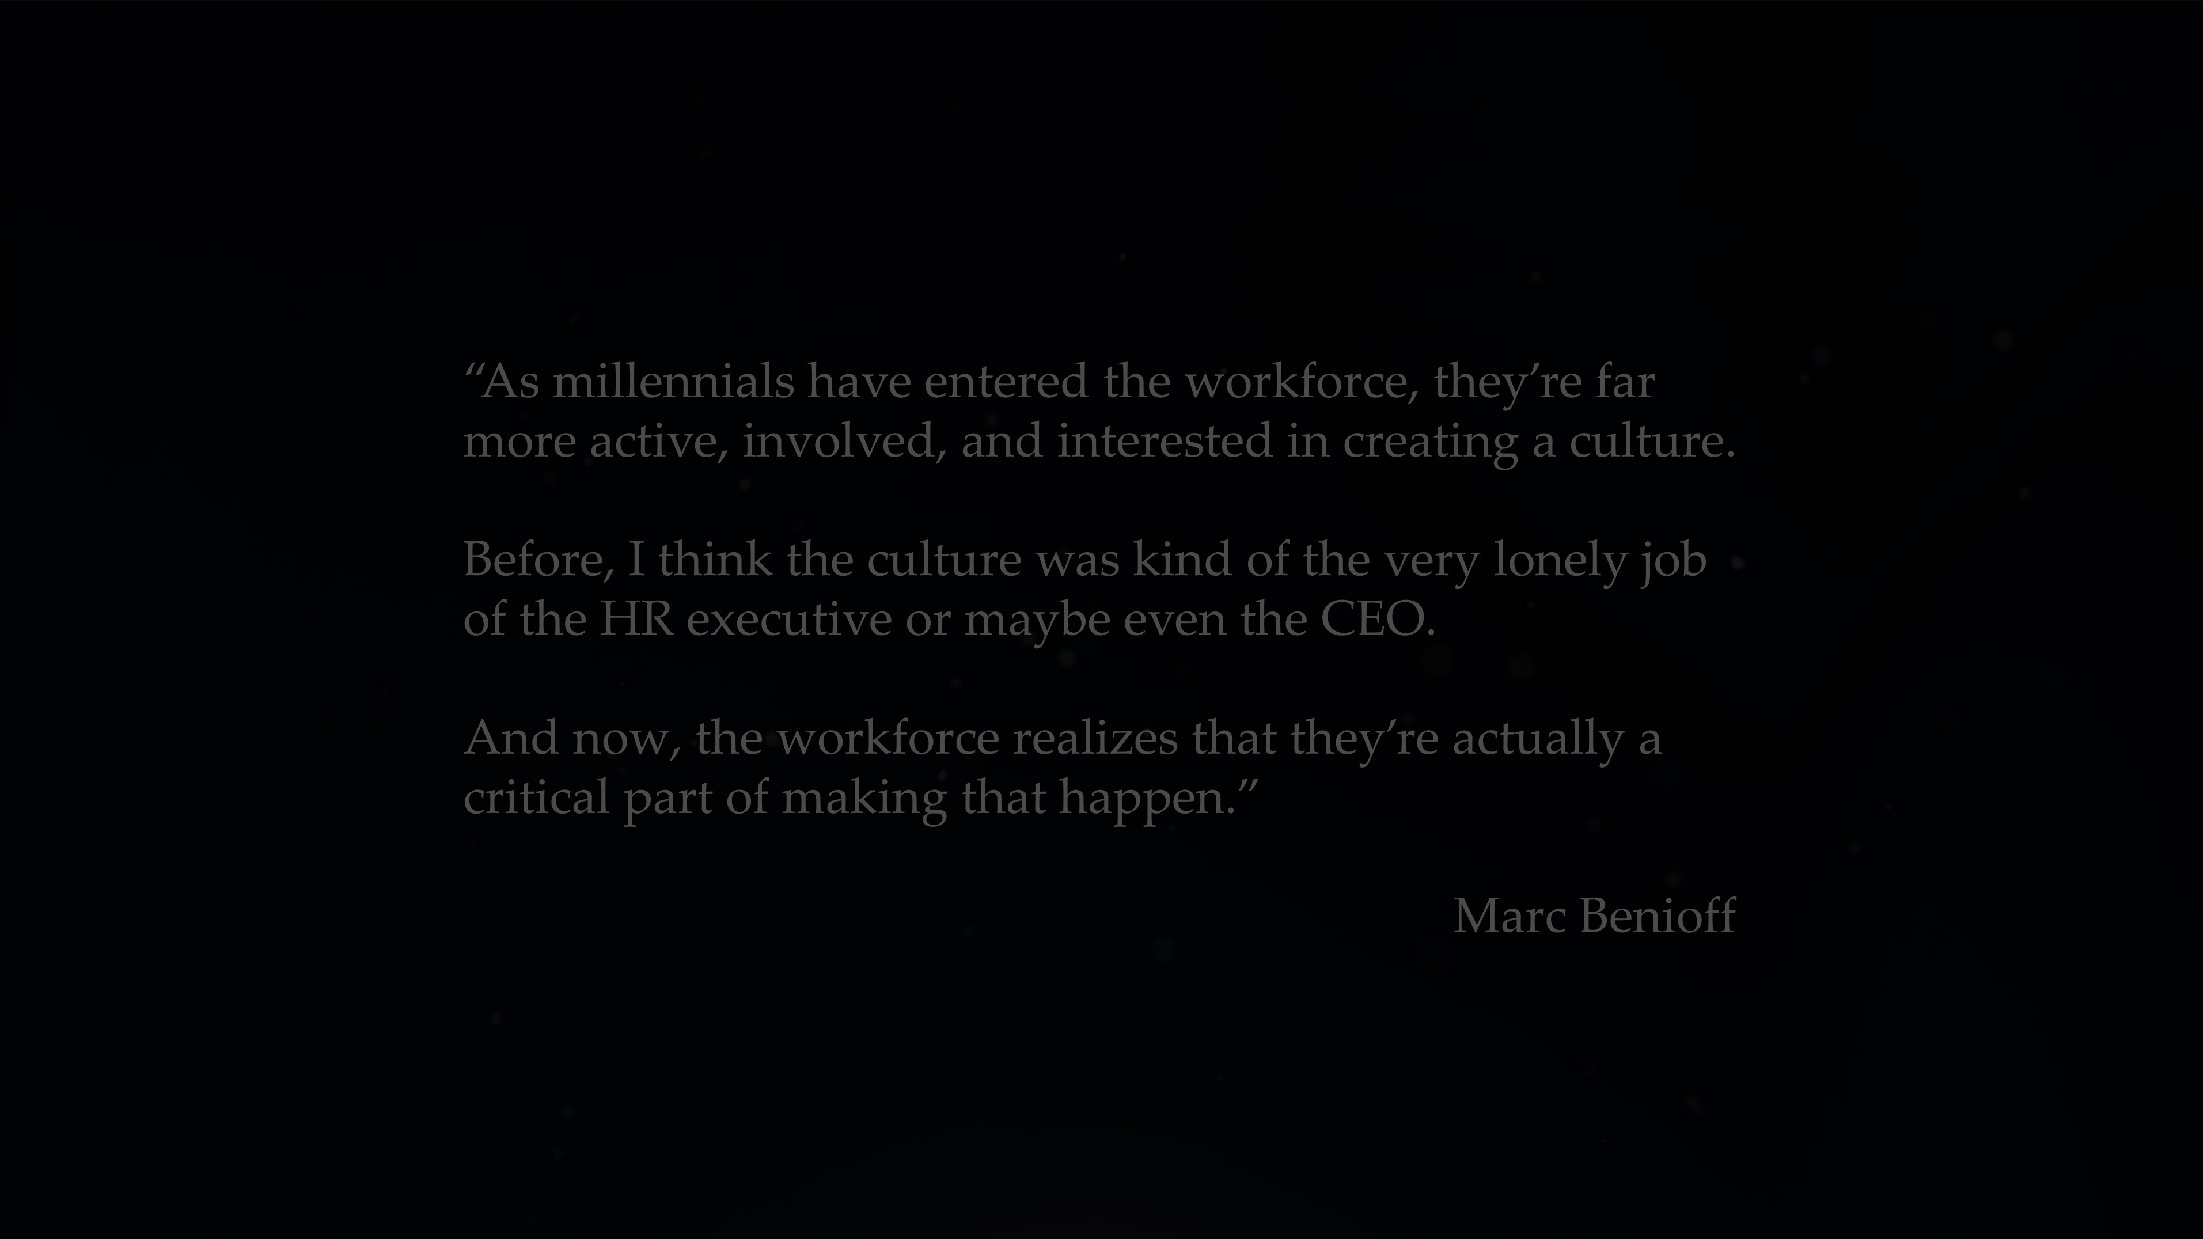 “As millennials have entered the workforce, they’re far
more active, involved, and interested in creating a culture.
Before, I think the culture was kind of the very lonely job
of the HR executive or maybe even the CEO.
And now, the workforce realizes that they’re actually a
critical part of making that happen.”
Marc Benioff